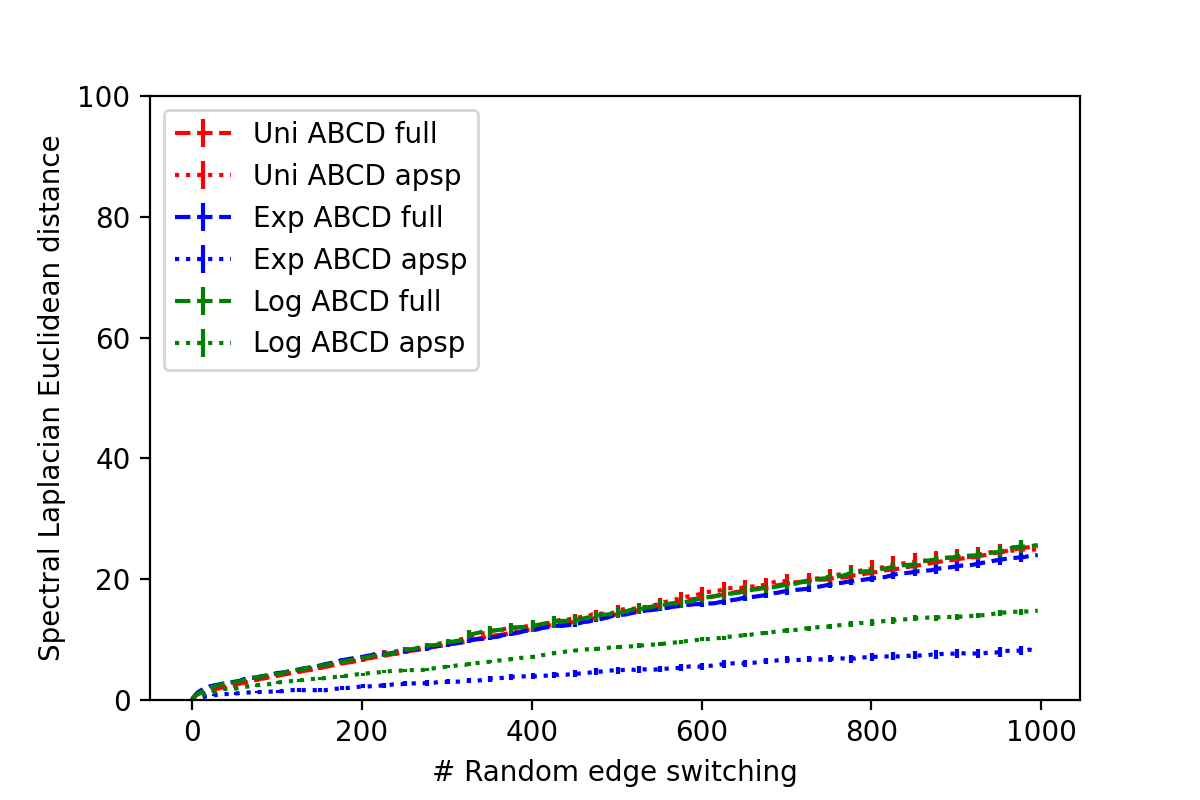 100
80
60
40
20
0
Spectral Laplacian Euclidean distance
Uni ABCD full
Uni ABCD apsp
Exp ABCD full
Exp ABCD apsp
Log ABCD full
Log ABCD apsp
0 200 400 600 800 1000
# Random edge switching